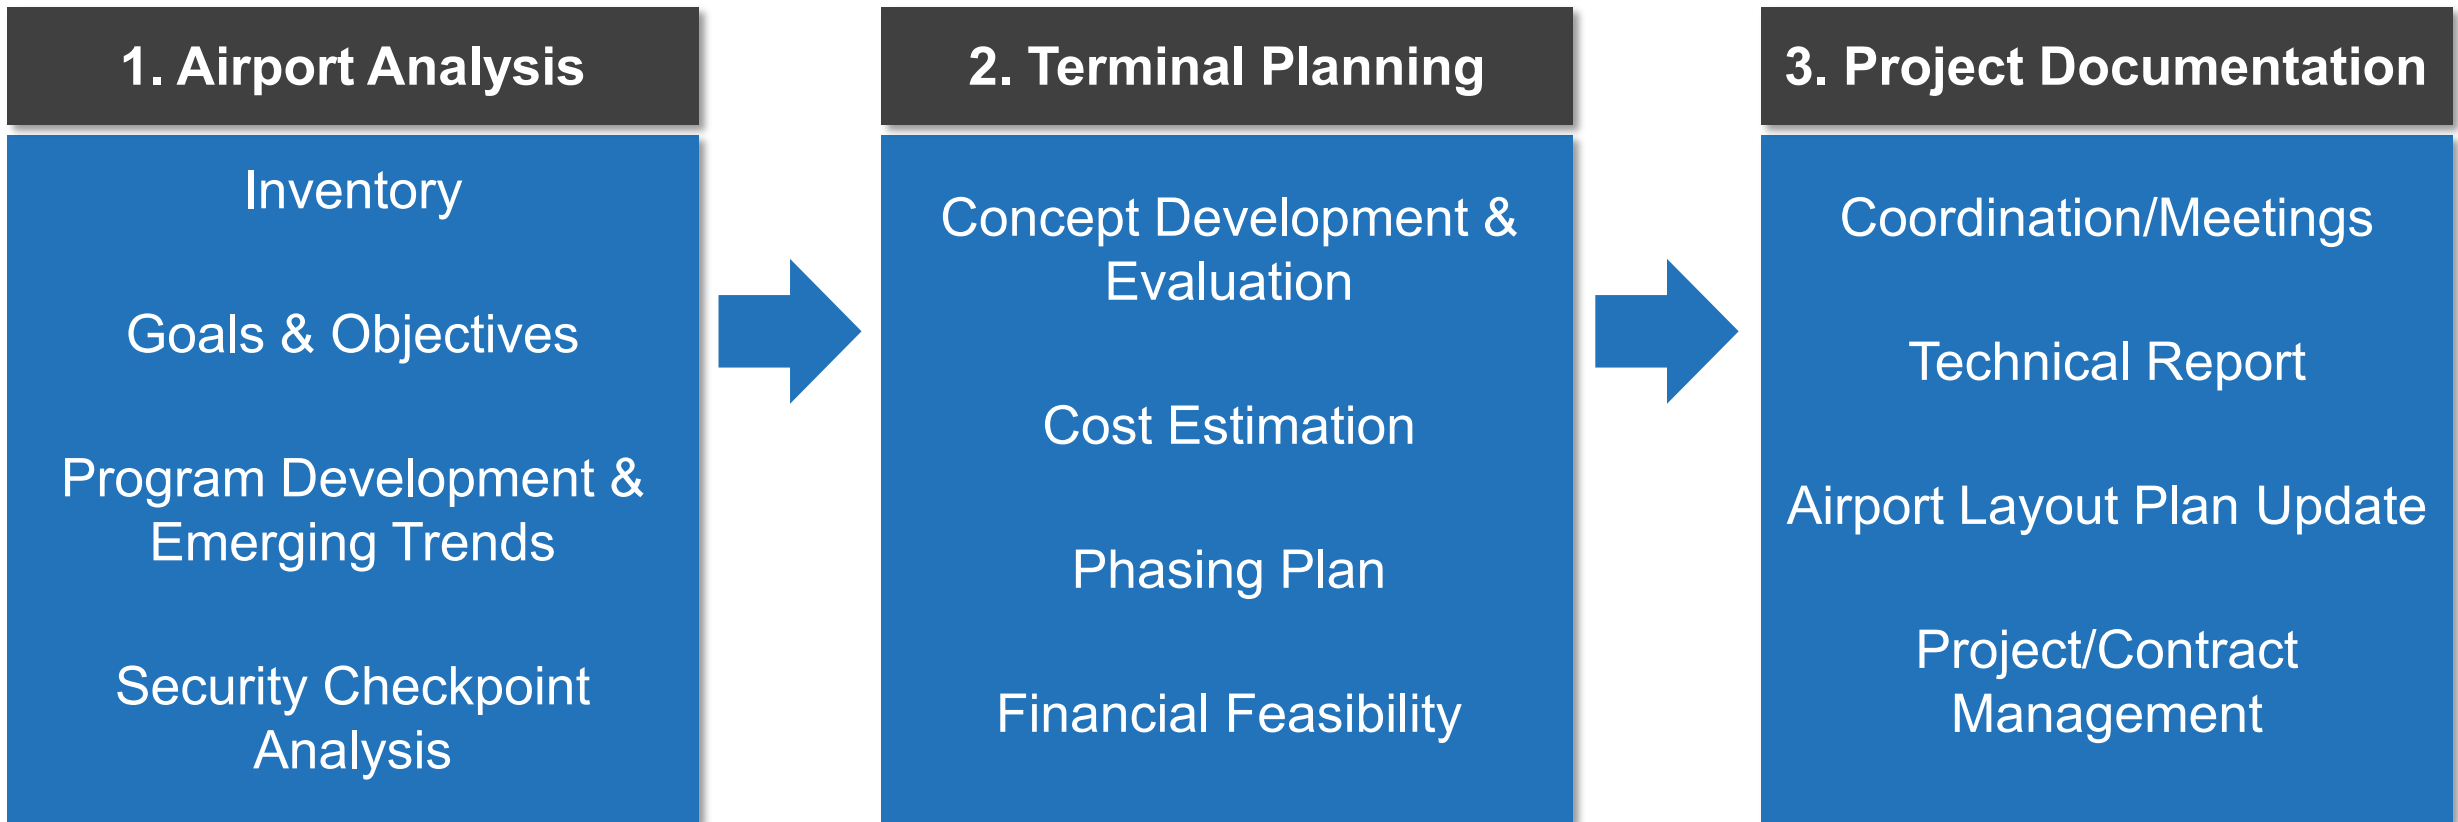 1. Airport Analysis
Inventory
Goals & Objectives
Program Development &
Emerging Trends
Security Checkpoint
Analysis
2. Terminal Planning
Concept Development &
Evaluation
Cost Estimation
Phasing Plan
Financial Feasibility
3. Project Documentation
Coordination/Meetings
Technical Report
Airport Layout Plan Update
Project/Contract
Management